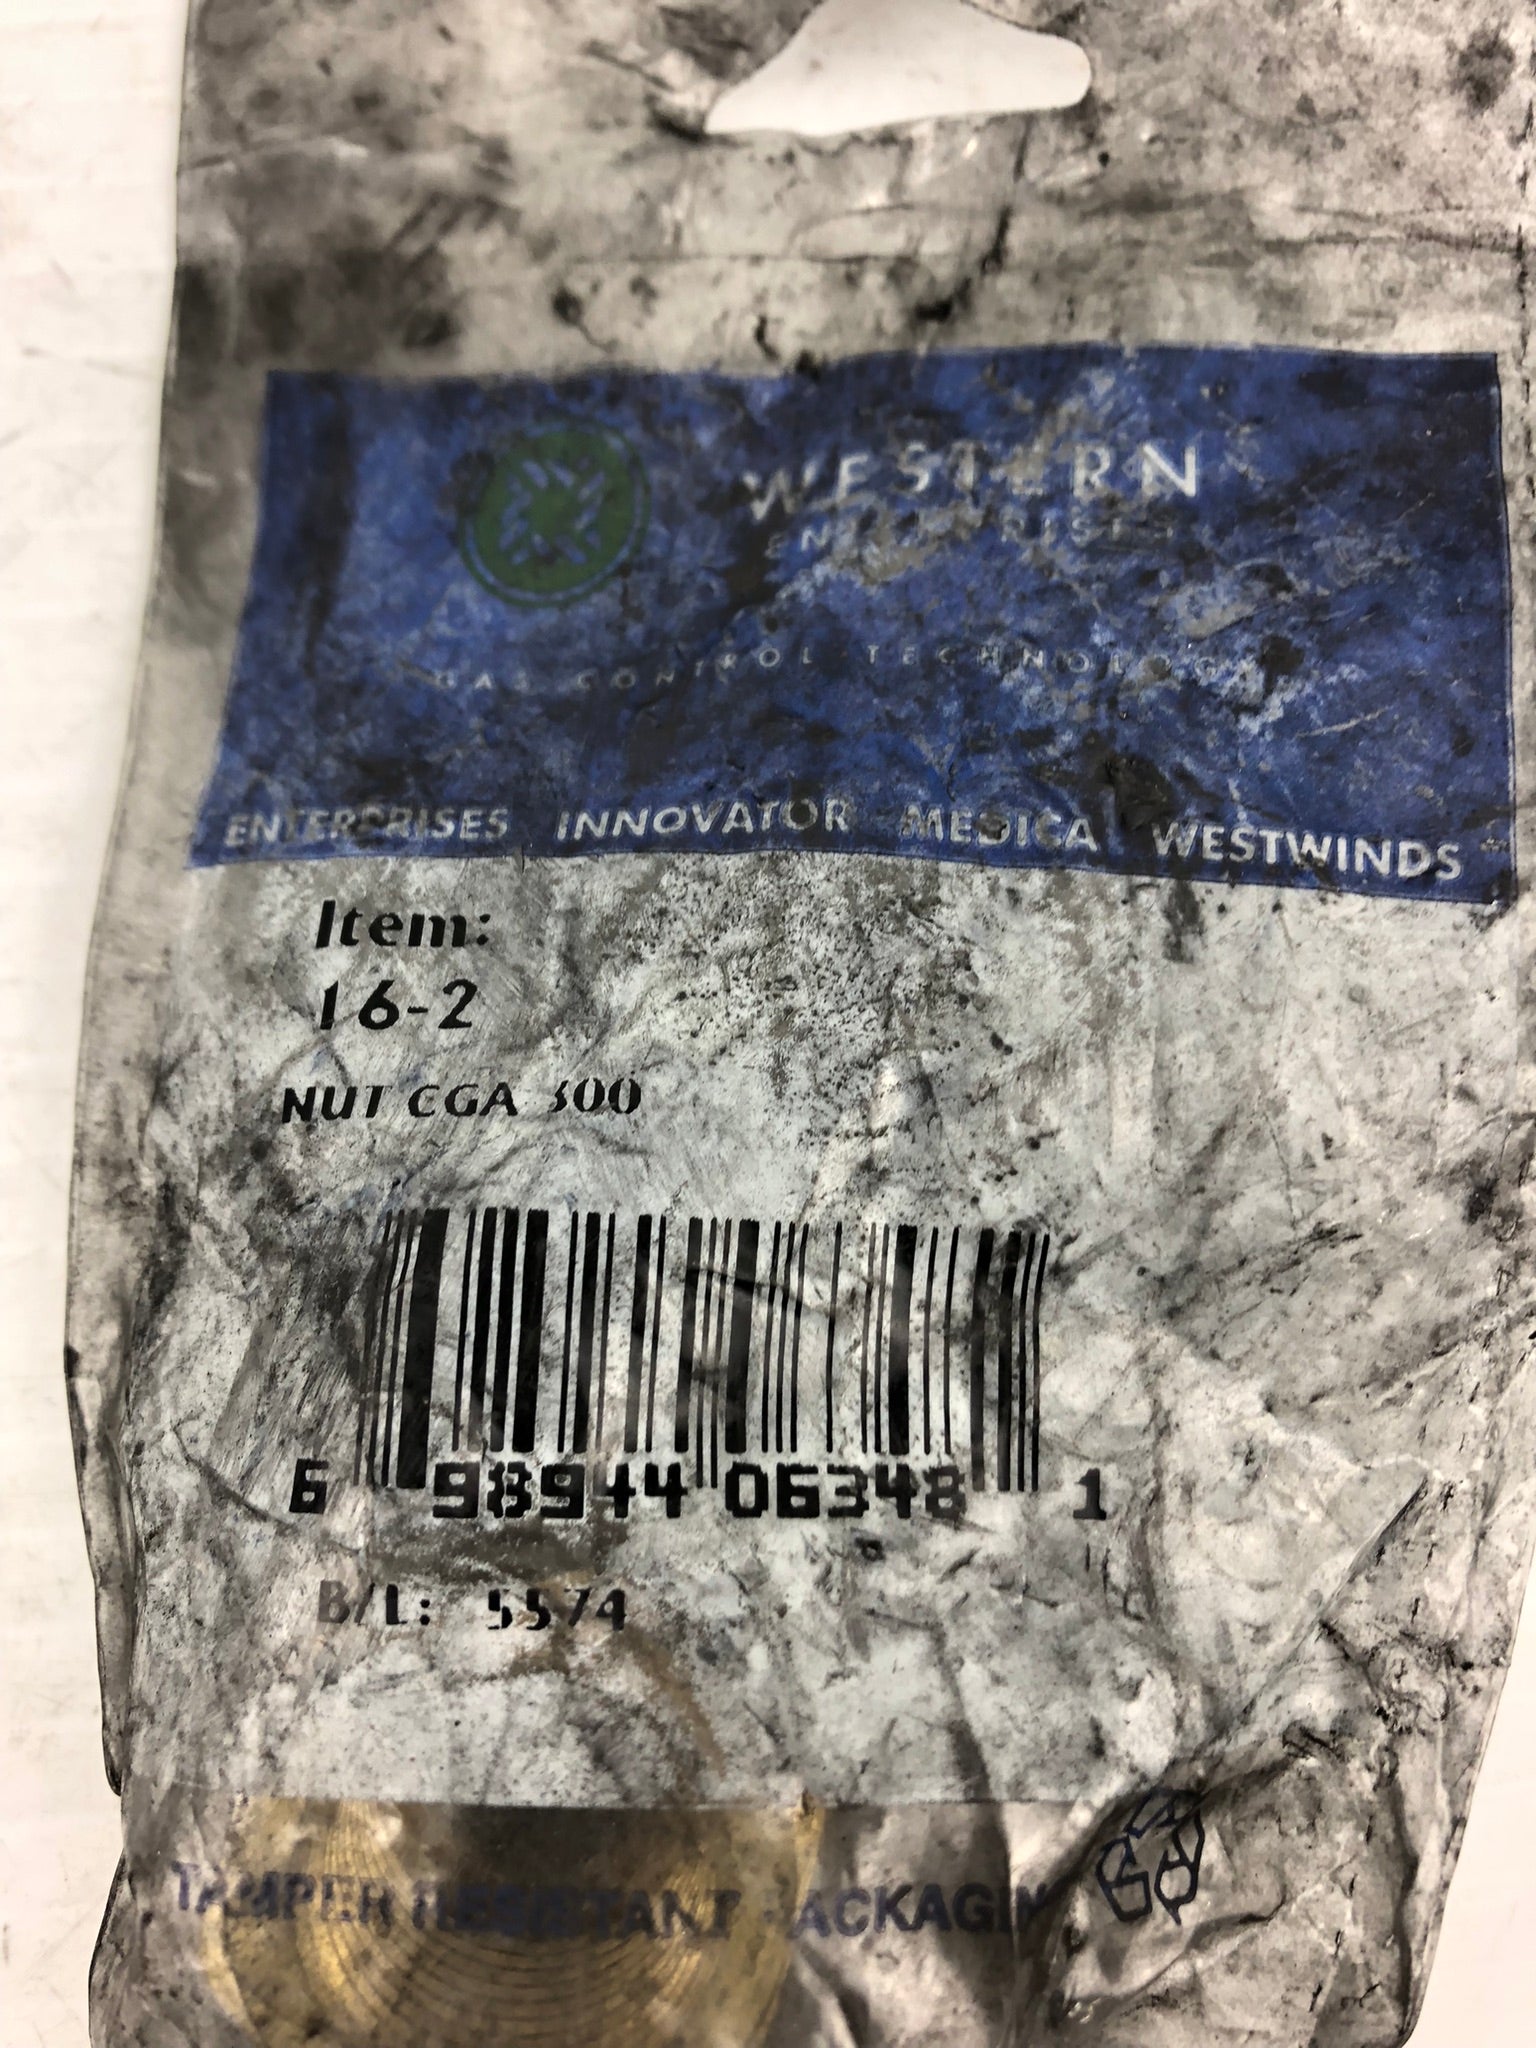 WESTERN
ENTERPRISES
GAS CONTROL TECHNOLOGY
ENTERPRISES INNOVATOR MEDICA WESTWINDS
Item:
16-2
NUT CGA 300
6 98944 06348 1
B/L: 5574
TAMPER RESISTANT PACKAGING